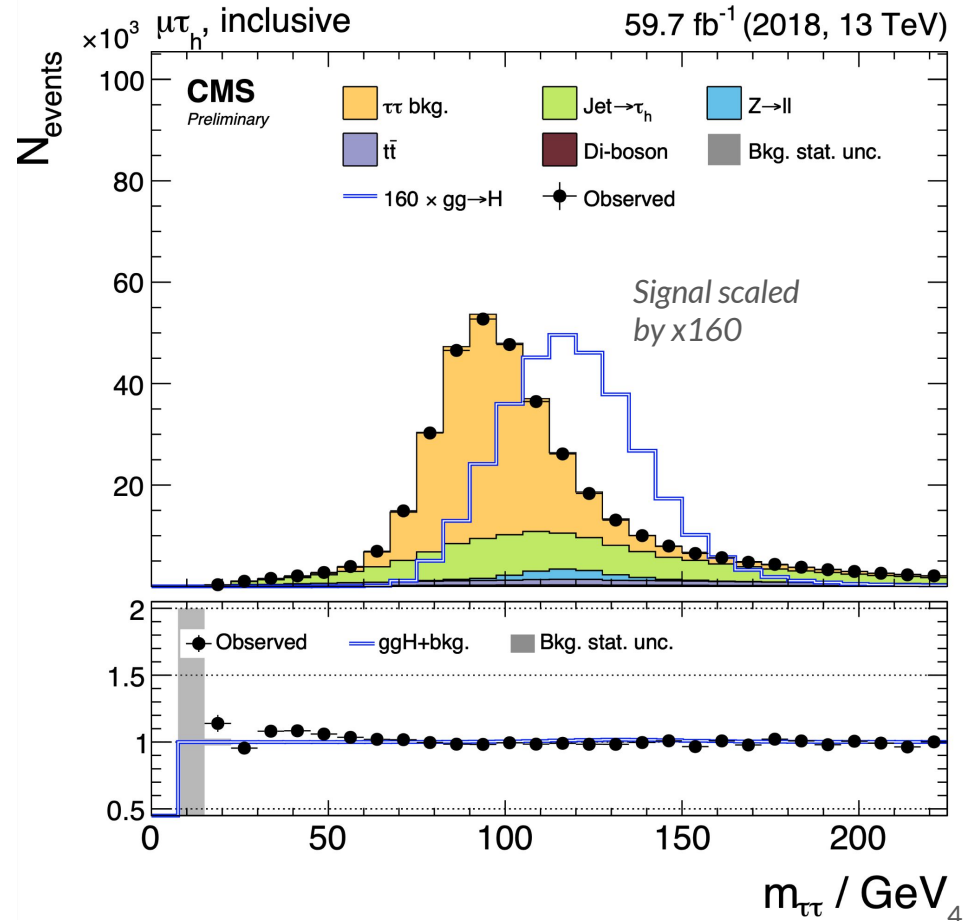 μτh, inclusive 59.7 fb⁻¹ (2018, 13 TeV)
×10³
Nevents
CMS
Preliminary
ττ bkg. Jet→τh Z→ll
tt̄ Di-boson Bkg. stat. unc.
160 × gg→H Observed
100
80
60
40
20
Signal scaled
by x160
Observed ggH+bkg. Bkg. stat. unc.
2
1.5
1
0.5
0 50 100 150 200
mττ / GeV
4